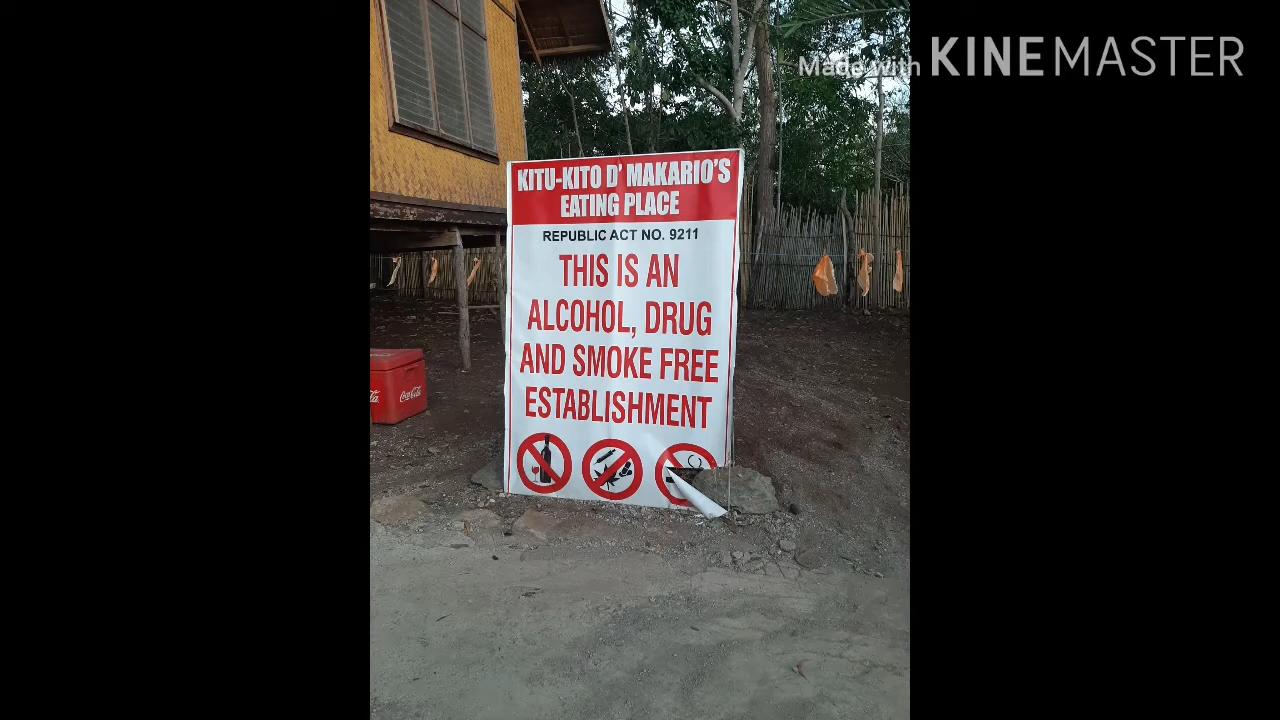 Made with KINEMASTER
KITU-KITO D' MAKARIO'S
EATING PLACE
REPUBLIC ACT NO. 9211
THIS IS AN
ALCOHOL, DRUG
AND SMOKE FREE
ESTABLISHMENT
Coca-Cola